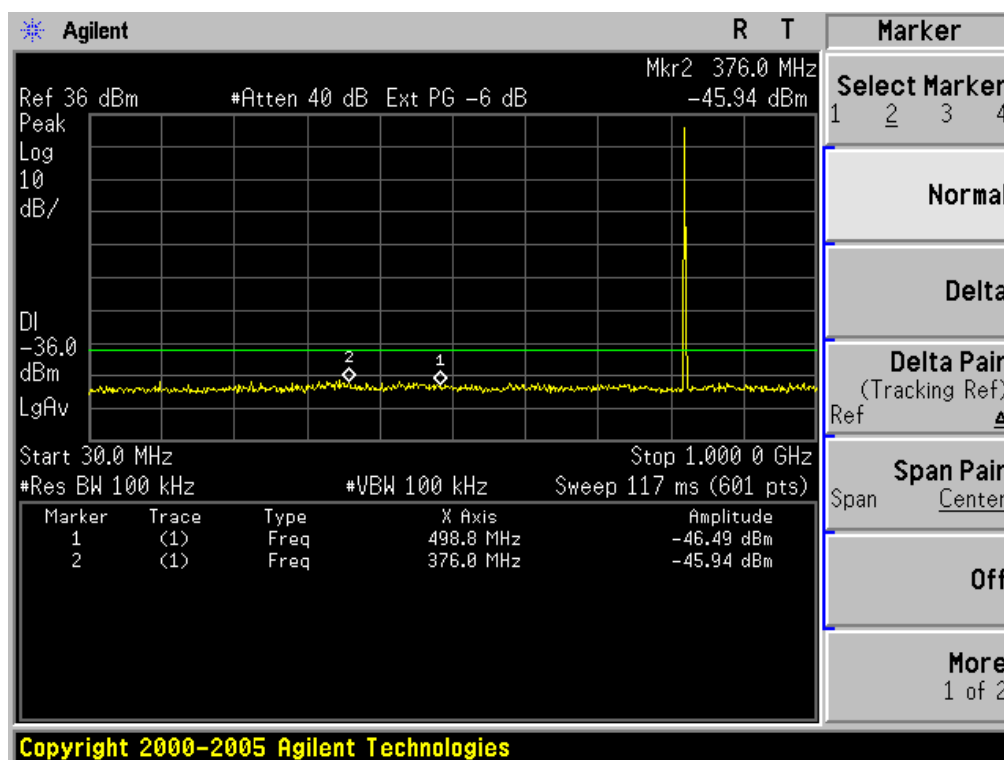 Agilent R T
Mkr2 376.0 MHz
Ref 36 dBm #Atten 40 dB Ext PG -6 dB -45.94 dBm
Peak
Log
10
dB/
DI
-36.0
dBm
LgAv
2
1
Start 30.0 MHz Stop 1.000 0 GHz
#Res BW 100 kHz #VBW 100 kHz Sweep 117 ms (601 pts)
Marker Trace Type X Axis Amplitude
1 (1) Freq 498.8 MHz -46.49 dBm
2 (1) Freq 376.0 MHz -45.94 dBm
Copyright 2000-2005 Agilent Technologies
Marker
Select Marker
1 2 3 4
Normal
Delta
Delta Pair
(Tracking Ref)
Ref Δ
Span Pair
Span Center
Off
More
1 of 2